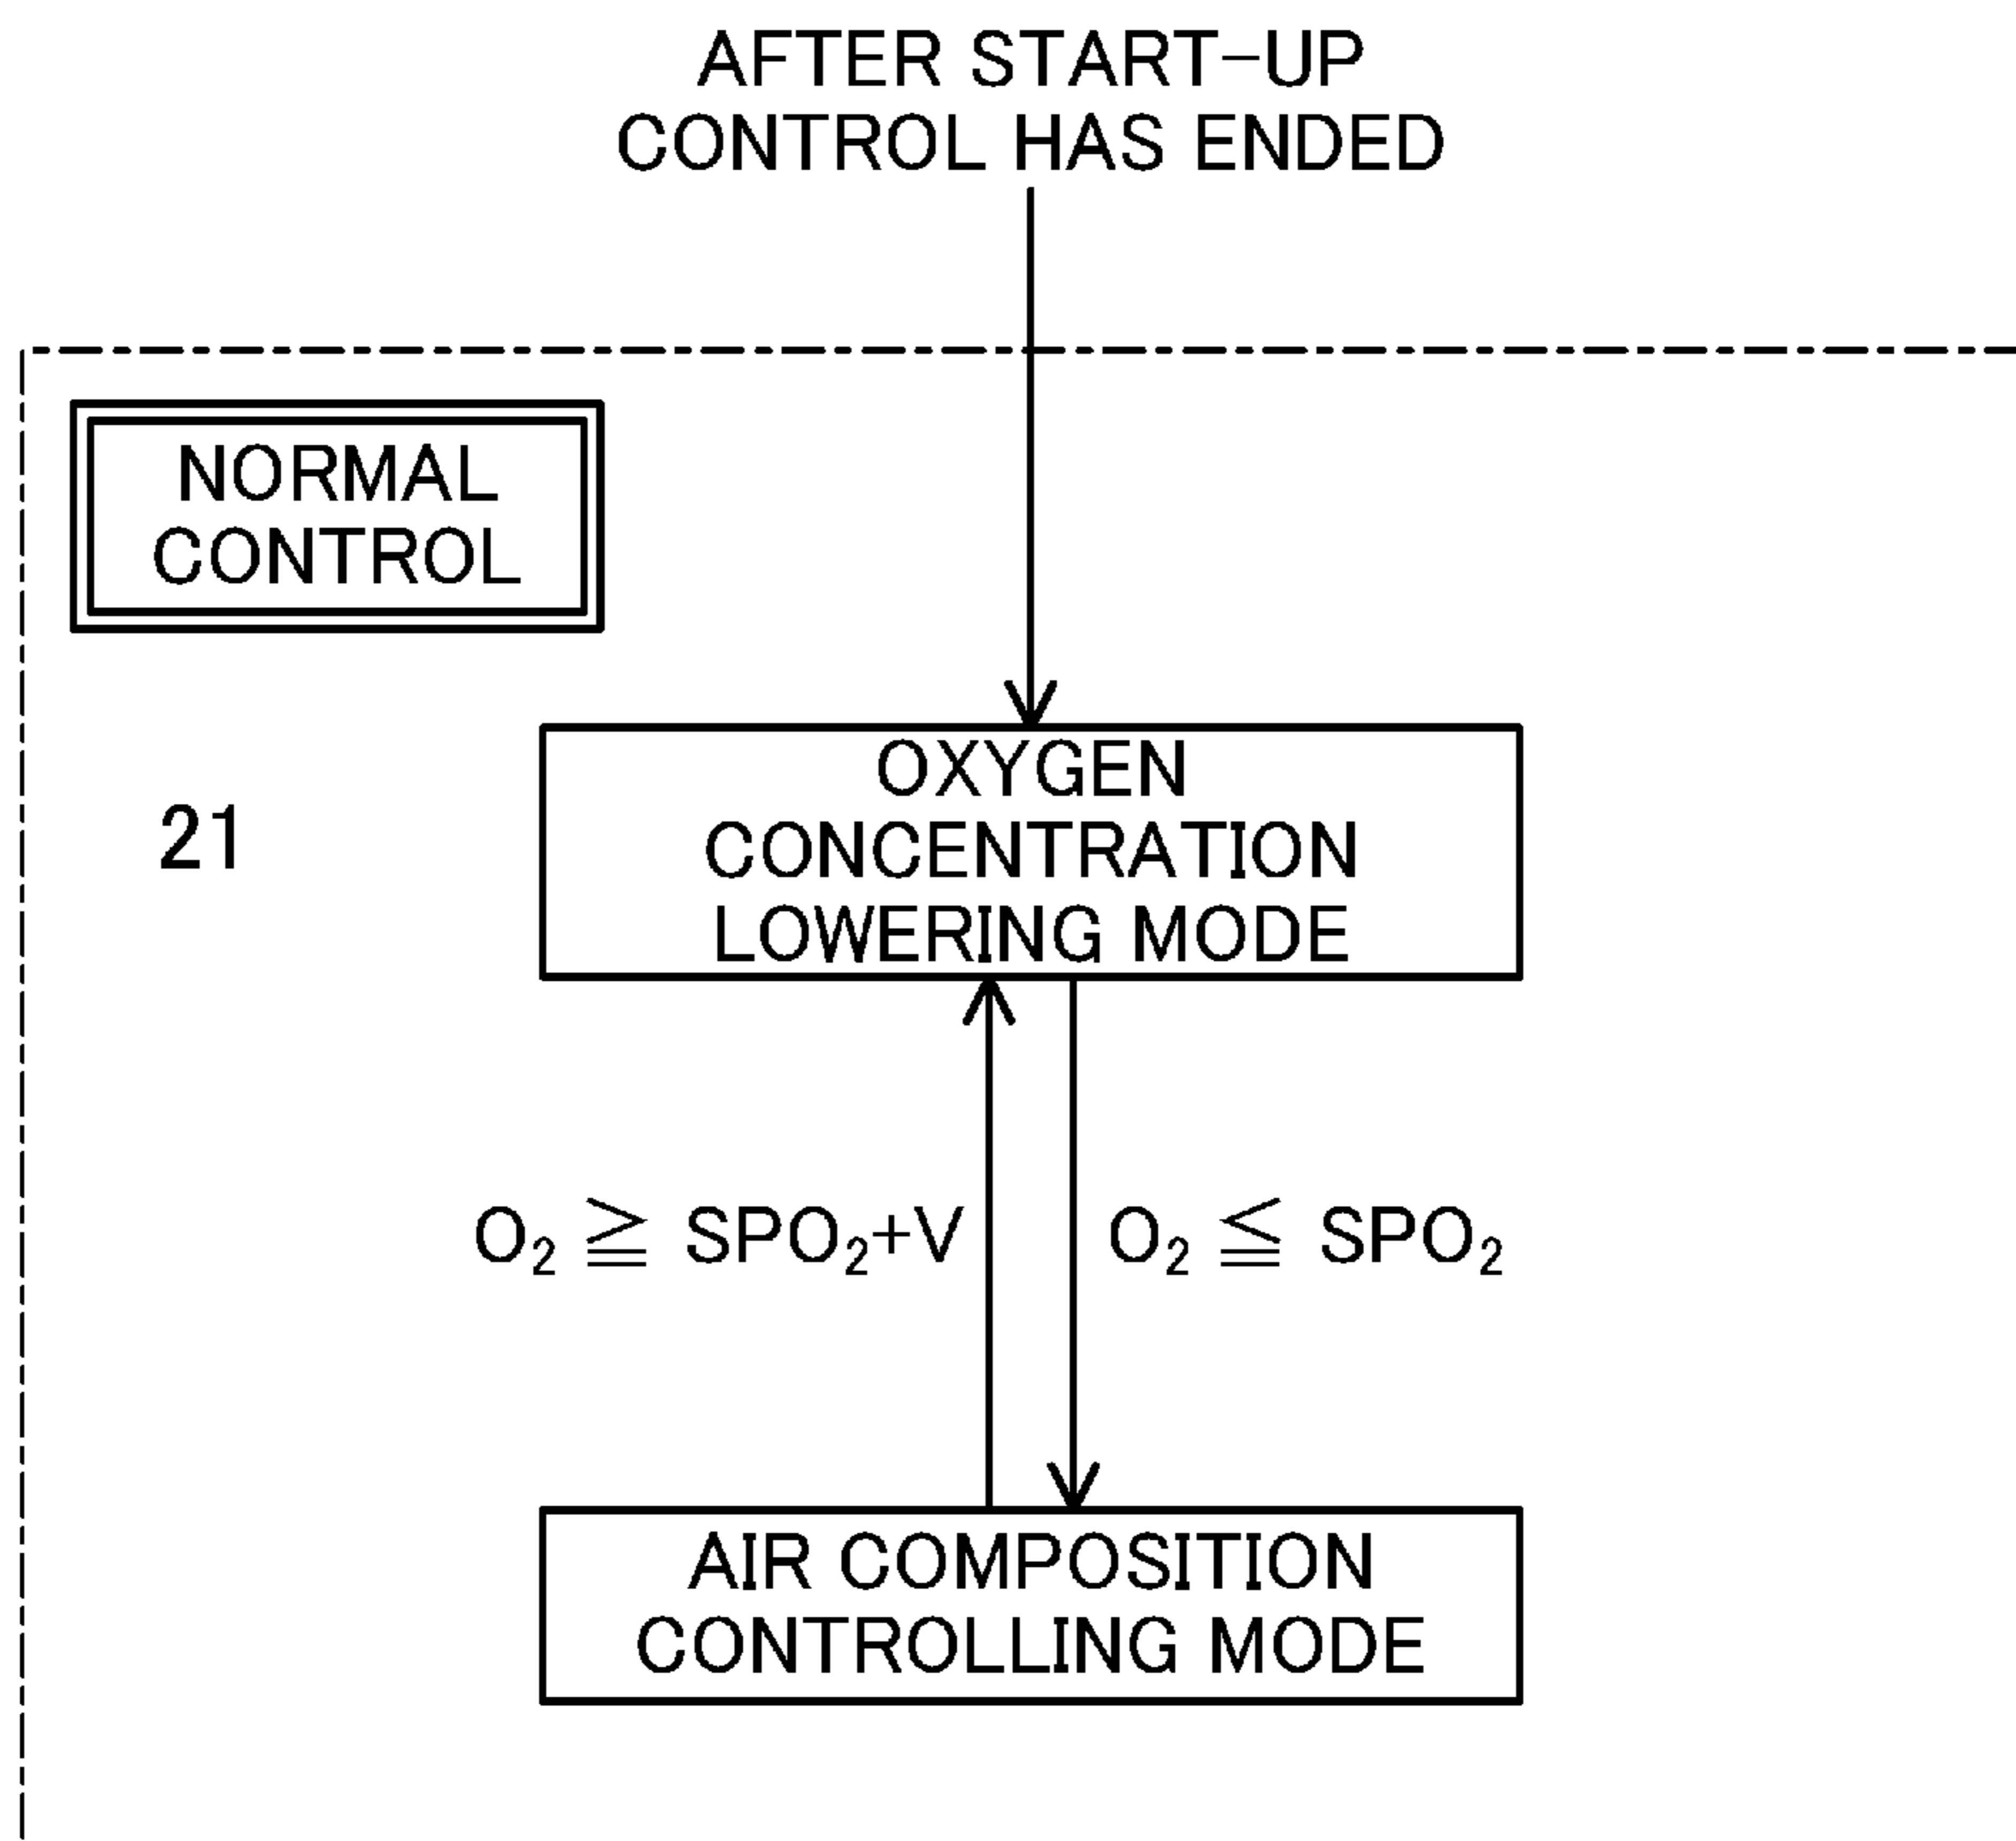 AFTER START-UP
CONTROL HAS ENDED
NORMAL
CONTROL
21
OXYGEN
CONCENTRATION
LOWERING MODE
O₂ ≧ SPO₂+V
O₂ ≦ SPO₂
AIR COMPOSITION
CONTROLLING MODE